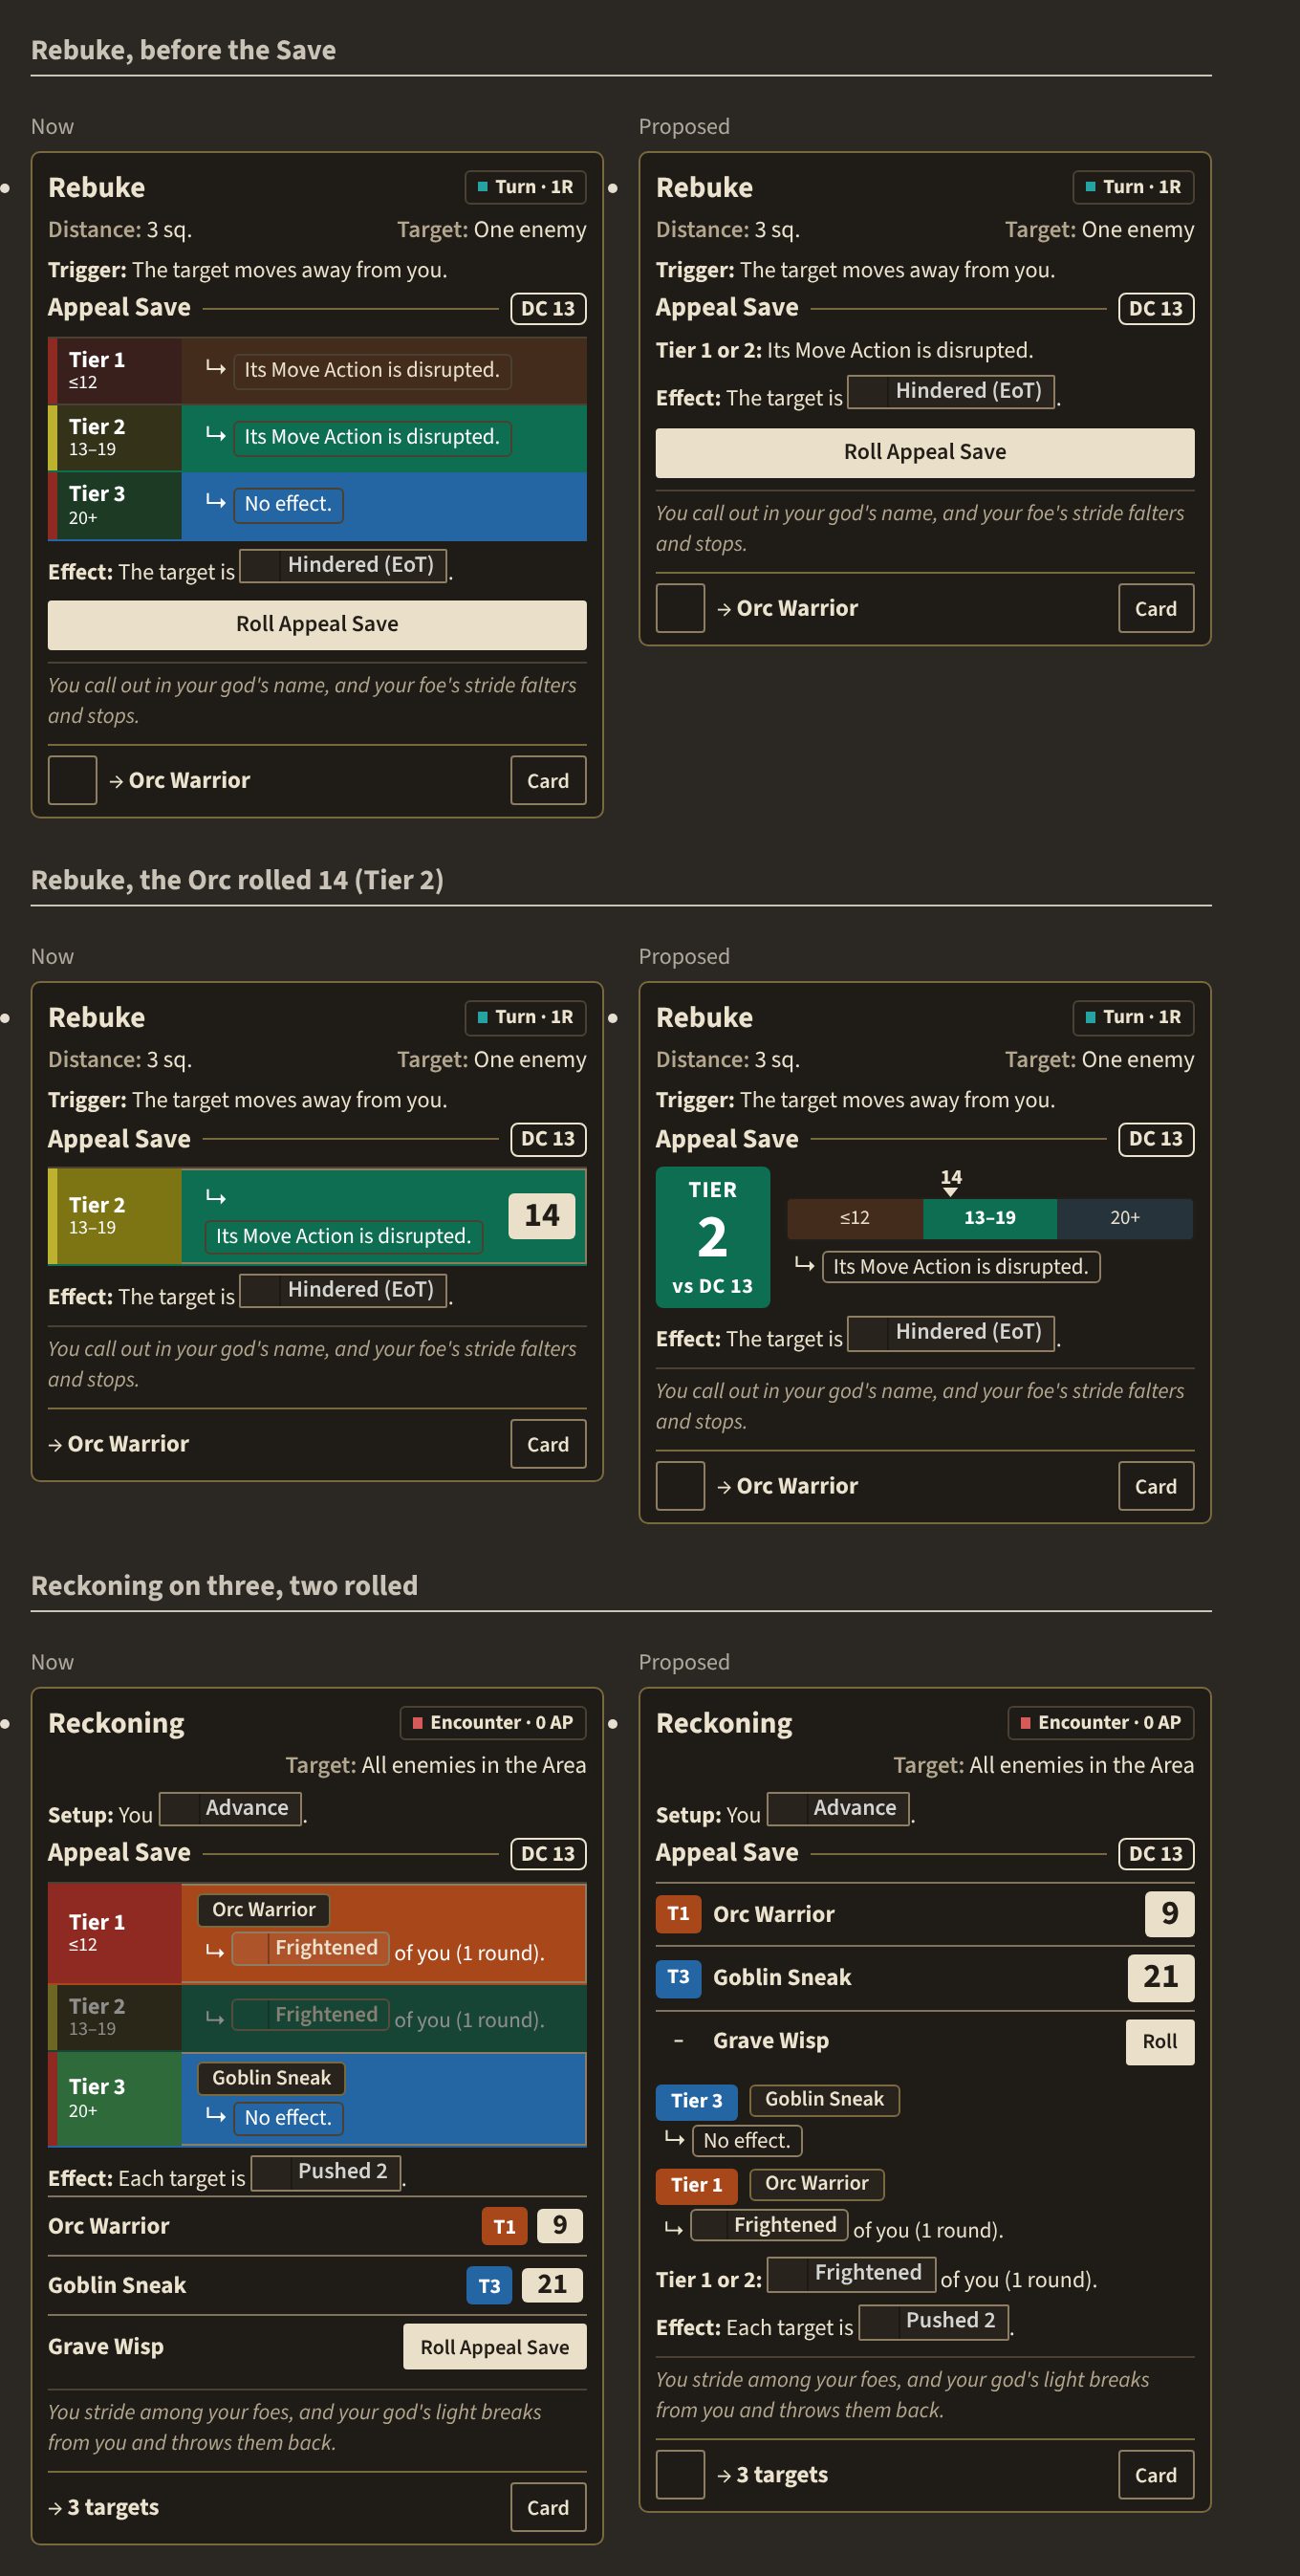 Rebuke, before the Save
Now
Rebuke
Turn · 1R
Distance: 3 sq.
Target: One enemy
Trigger: The target moves away from you.
Appeal Save
DC 13
Tier 1
≤12
Its Move Action is disrupted.
Tier 2
13–19
Its Move Action is disrupted.
Tier 3
20+
No effect.
Effect: The target is Hindered (EoT).
Roll Appeal Save
You call out in your god's name, and your foe's stride falters
and stops.
→ Orc Warrior
Card
Proposed
Rebuke
Turn · 1R
Distance: 3 sq.
Target: One enemy
Trigger: The target moves away from you.
Appeal Save
DC 13
Tier 1 or 2: Its Move Action is disrupted.
Effect: The target is Hindered (EoT).
Roll Appeal Save
You call out in your god's name, and your foe's stride falters
and stops.
→ Orc Warrior
Card
Rebuke, the Orc rolled 14 (Tier 2)
Now
Rebuke
Turn · 1R
Distance: 3 sq.
Target: One enemy
Trigger: The target moves away from you.
Appeal Save
DC 13
Tier 2
13–19
Its Move Action is disrupted.
14
Effect: The target is Hindered (EoT).
You call out in your god's name, and your foe's stride falters
and stops.
→ Orc Warrior
Card
Proposed
Rebuke
Turn · 1R
Distance: 3 sq.
Target: One enemy
Trigger: The target moves away from you.
Appeal Save
DC 13
TIER
2
vs DC 13
14
≤12
13–19
20+
Its Move Action is disrupted.
Effect: The target is Hindered (EoT).
You call out in your god's name, and your foe's stride falters
and stops.
→ Orc Warrior
Card
Reckoning on three, two rolled
Now
Reckoning
Encounter · 0 AP
Target: All enemies in the Area
Setup: You Advance.
Appeal Save
DC 13
Tier 1
≤12
Orc Warrior
Frightened of you (1 round).
Tier 2
13–19
Frightened of you (1 round).
Tier 3
20+
Goblin Sneak
No effect.
Effect: Each target is Pushed 2.
Orc Warrior
T1
9
Goblin Sneak
T3
21
Grave Wisp
Roll Appeal Save
You stride among your foes, and your god's light breaks
from you and throws them back.
→ 3 targets
Card
Proposed
Reckoning
Encounter · 0 AP
Target: All enemies in the Area
Setup: You Advance.
Appeal Save
DC 13
T1
Orc Warrior
9
T3
Goblin Sneak
21
–
Grave Wisp
Roll
Tier 3
Goblin Sneak
No effect.
Tier 1
Orc Warrior
Frightened of you (1 round).
Tier 1 or 2: Frightened of you (1 round).
Effect: Each target is Pushed 2.
You stride among your foes, and your god's light breaks
from you and throws them back.
→ 3 targets
Card